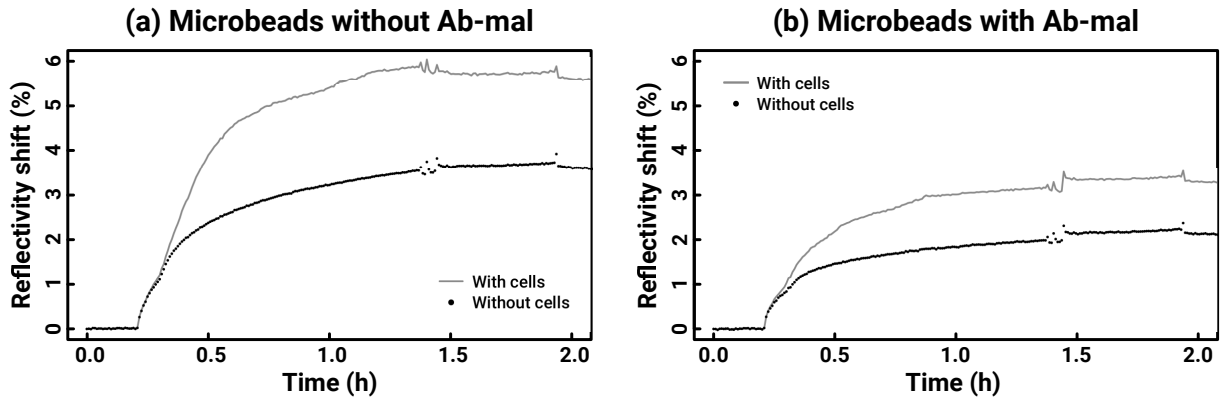 (a) Microbeads without Ab-mal
Reflectivity shift (%)
6
5
4
3
2
1
0
With cells
Without cells
0.0 0.5 1.0 1.5 2.0
Time (h)
(b) Microbeads with Ab-mal
Reflectivity shift (%)
6
5
4
3
2
1
0
With cells
Without cells
0.0 0.5 1.0 1.5 2.0
Time (h)